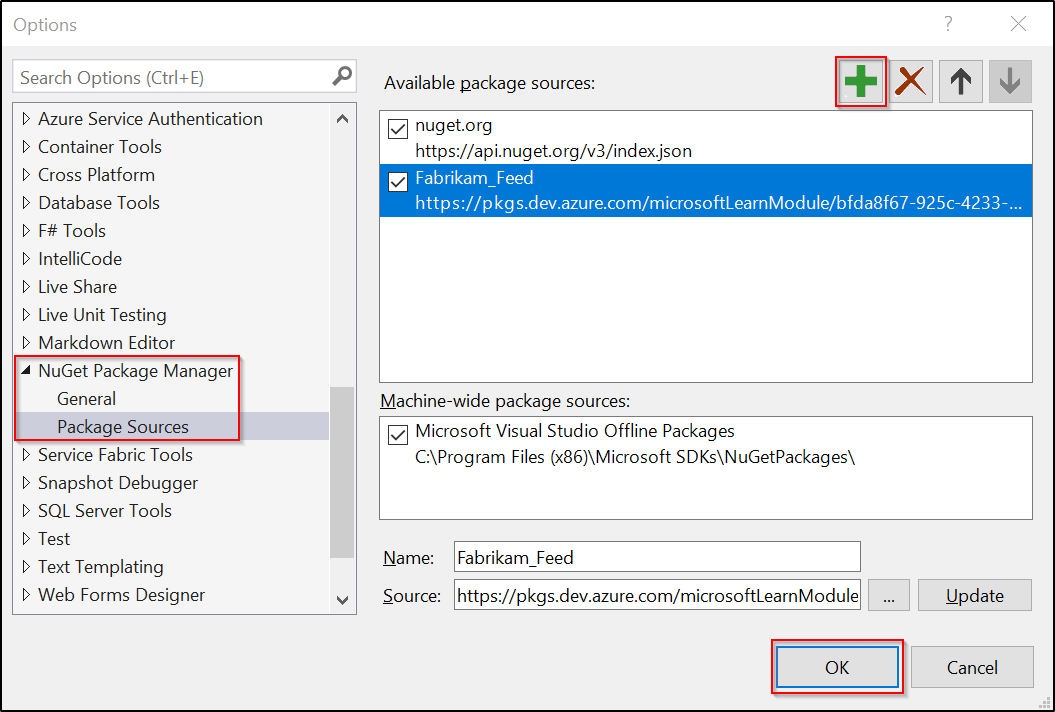 Options
?
Search Options (Ctrl+E)
Azure Service Authentication
Container Tools
Cross Platform
Database Tools
F# Tools
IntelliCode
Live Share
Live Unit Testing
Markdown Editor
NuGet Package Manager
General
Package Sources
Service Fabric Tools
Snapshot Debugger
SQL Server Tools
Test
Text Templating
Web Forms Designer
Available package sources:
nuget.org
https://api.nuget.org/v3/index.json
Fabrikam_Feed
https://pkgs.dev.azure.com/microsoftLearnModule/bfda8f67-925c-4233-...
Machine-wide package sources:
Microsoft Visual Studio Offline Packages
C:\Program Files (x86)\Microsoft SDKs\NuGetPackages\
Name: Fabrikam_Feed
Source: https://pkgs.dev.azure.com/microsoftLearnModule ... Update
OK Cancel